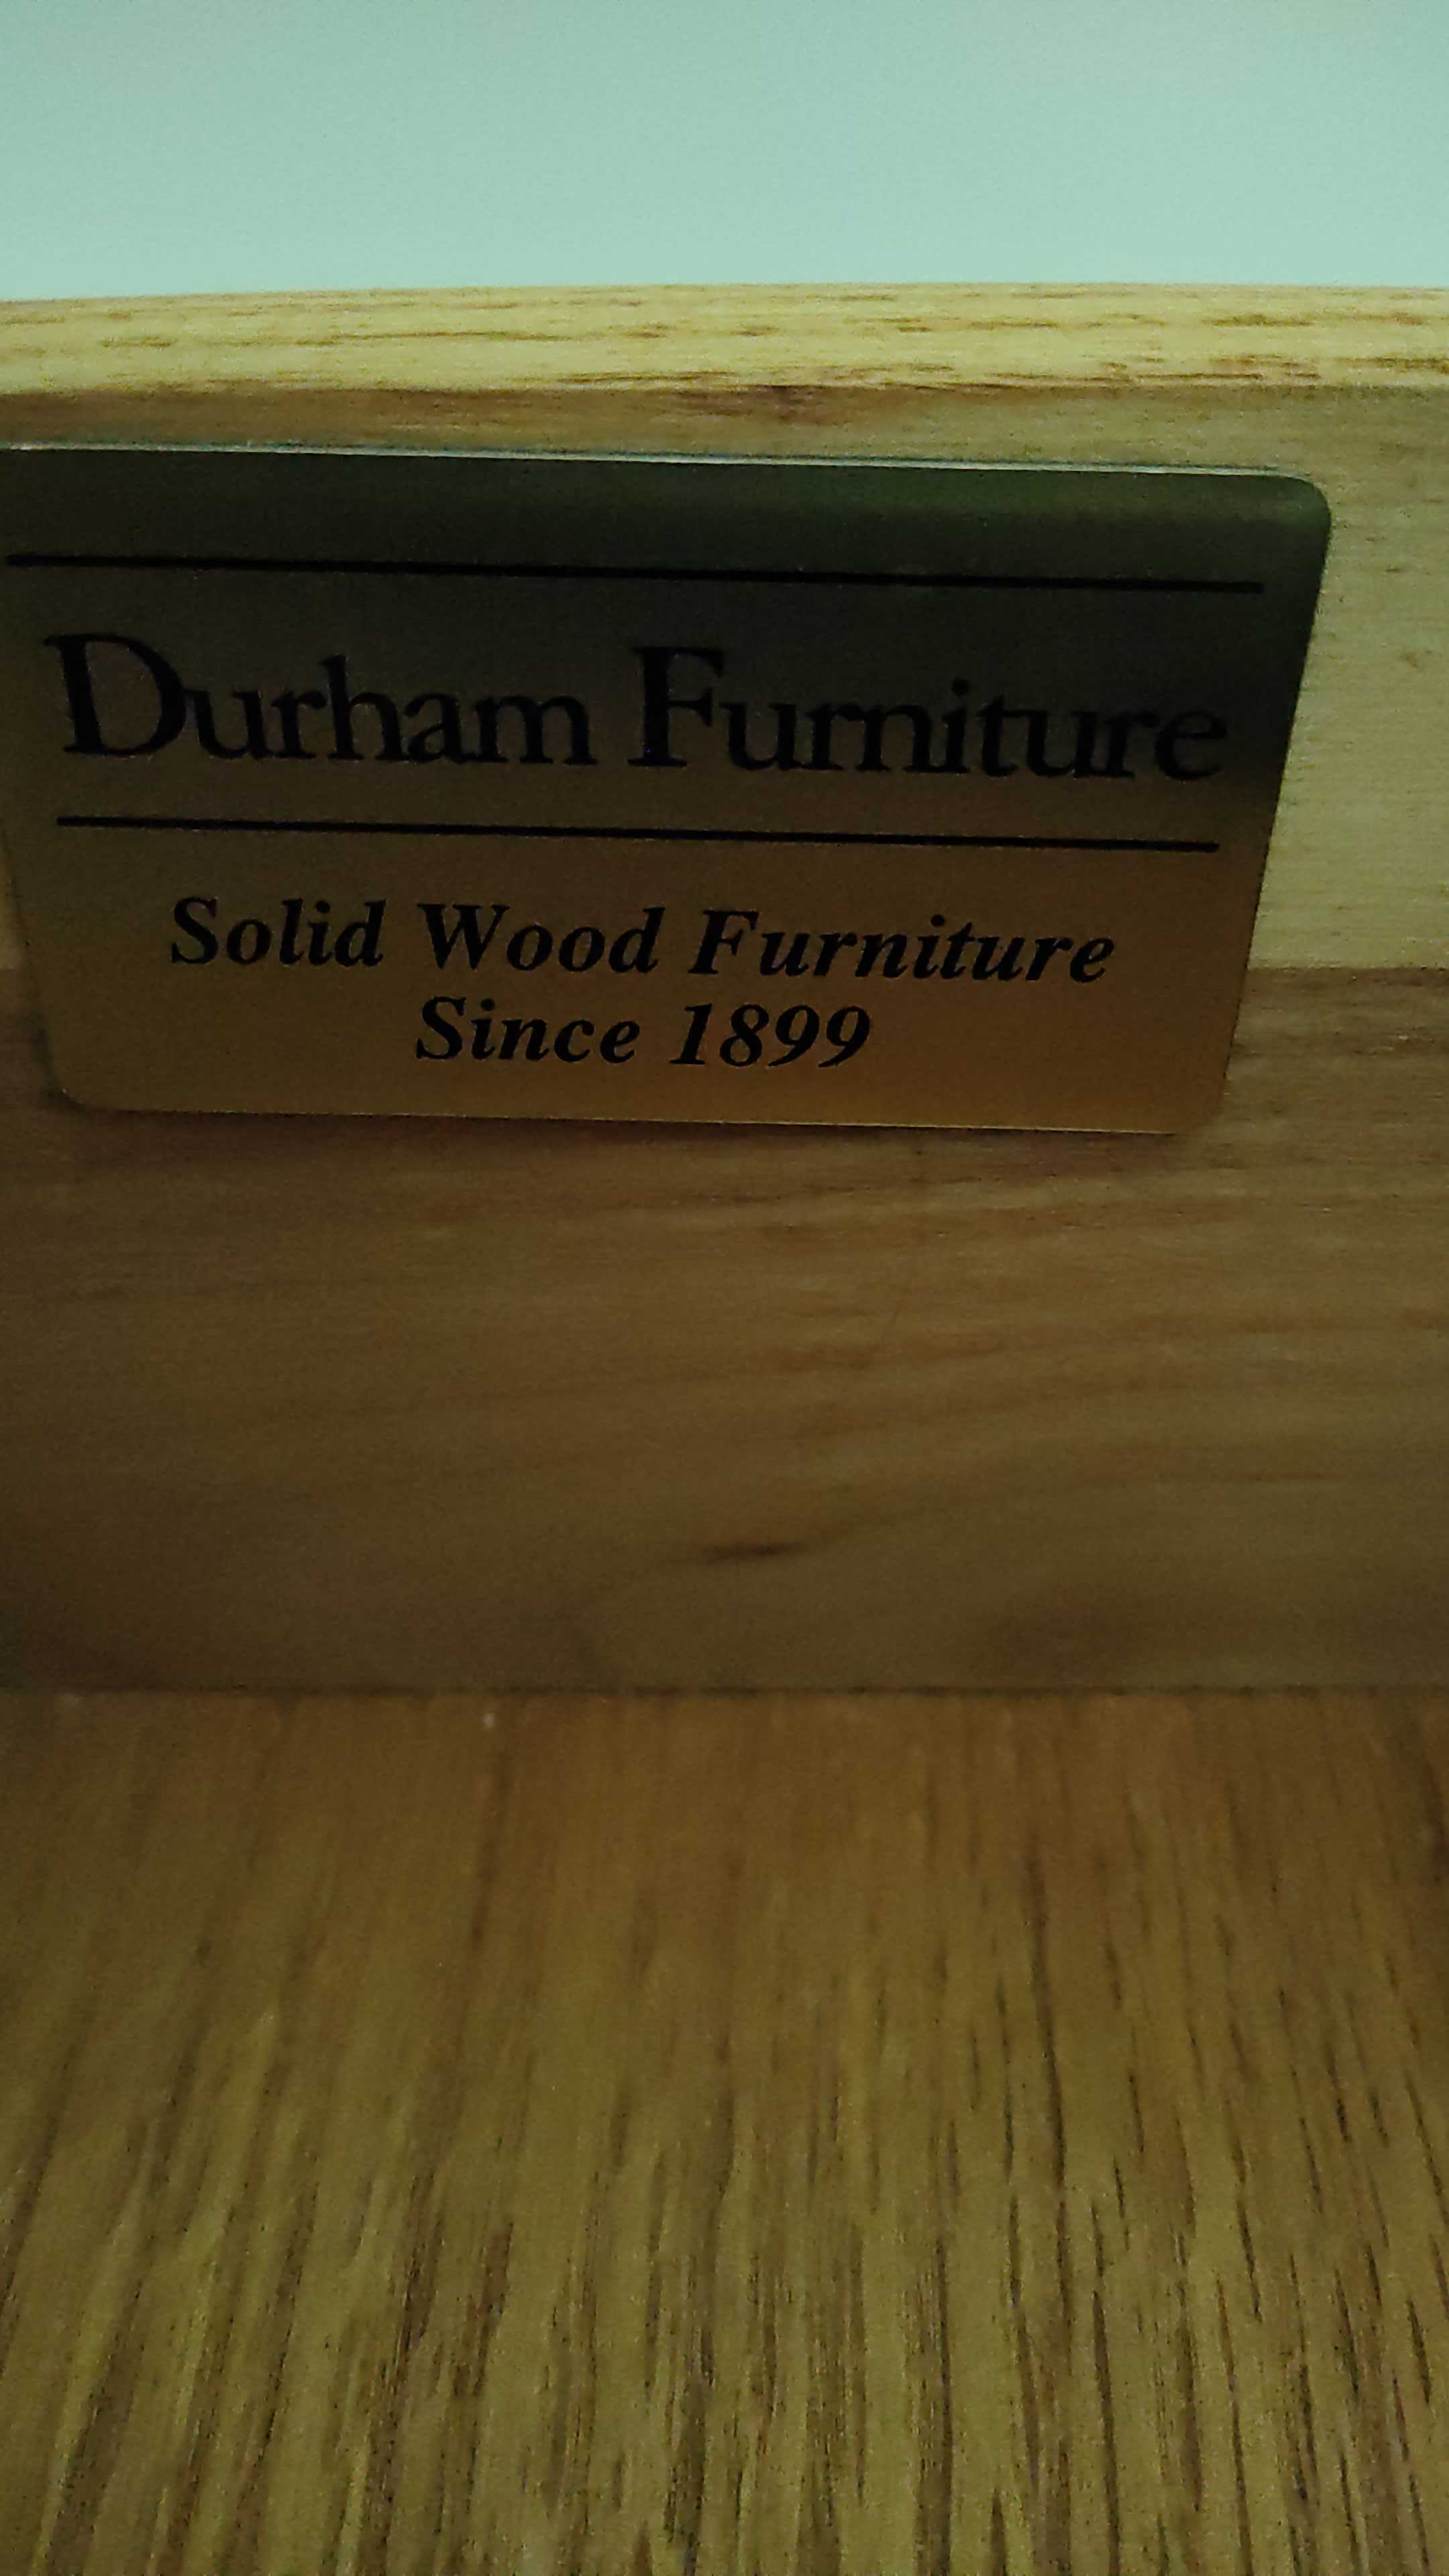 Durham Furniture
Solid Wood Furniture
Since 1899